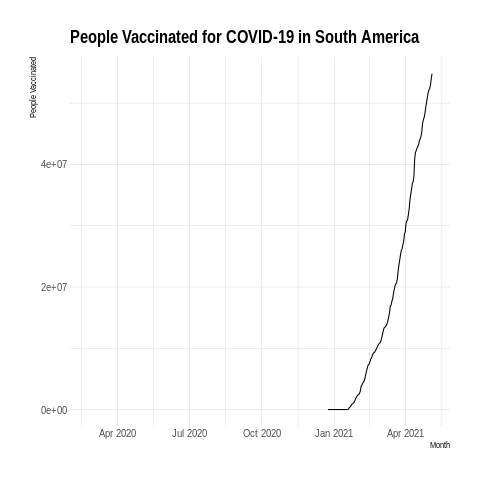 People Vaccinated for COVID-19 in South America
People Vaccinated
4e+07
2e+07
0e+00
Apr 2020 Jul 2020 Oct 2020 Jan 2021 Apr 2021
Month